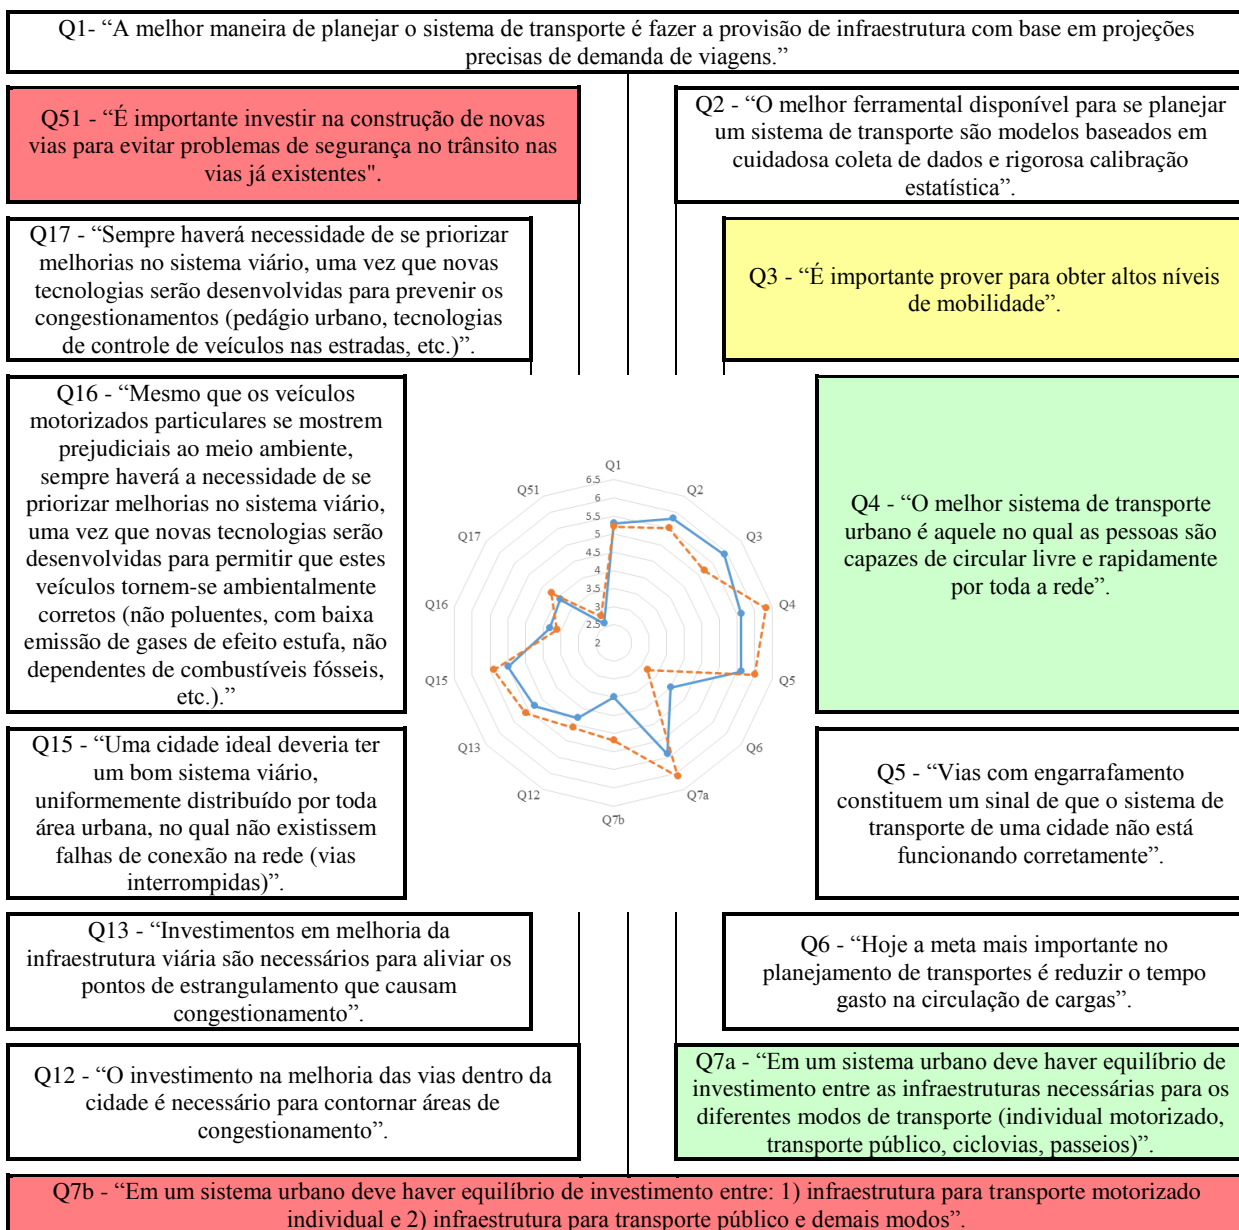 Q1- “A melhor maneira de planejar o sistema de transporte é fazer a provisão de infraestrutura com base em projeções
precisas de demanda de viagens.”
Q51 - “É importante investir na construção de novas
vias para evitar problemas de segurança no trânsito nas
vias já existentes".
Q2 - “O melhor ferramental disponível para se planejar
um sistema de transporte são modelos baseados em
cuidadosa coleta de dados e rigorosa calibração
estatística”.
Q17 - “Sempre haverá necessidade de se priorizar
melhorias no sistema viário, uma vez que novas
tecnologias serão desenvolvidas para prevenir os
congestionamentos (pedágio urbano, tecnologias
de controle de veículos nas estradas, etc.)”.
Q3 - “É importante prover para obter altos níveis
de mobilidade”.
Q16 - “Mesmo que os veículos
motorizados particulares se mostrem
prejudiciais ao meio ambiente,
sempre haverá a necessidade de se
priorizar melhorias no sistema viário,
uma vez que novas tecnologias serão
desenvolvidas para permitir que estes
veículos tornem-se ambientalmente
corretos (não poluentes, com baixa
emissão de gases de efeito estufa, não
dependentes de combustíveis fósseis,
etc.).”
Q1
Q2
Q3
Q4
Q5
Q6
Q7a
Q7b
Q12
Q13
Q15
Q16
Q17
Q51
6.5
6
5.5
5
4.5
4
3.5
3
2.5
2
Q4 - “O melhor sistema de transporte
urbano é aquele no qual as pessoas são
capazes de circular livre e rapidamente
por toda a rede”.
Q15 - “Uma cidade ideal deveria ter
um bom sistema viário,
uniformemente distribuído por toda
área urbana, no qual não existissem
falhas de conexão na rede (vias
interrompidas)”.
Q5 - “Vias com engarrafamento
constituem um sinal de que o sistema de
transporte de uma cidade não está
funcionando corretamente”.
Q13 - “Investimentos em melhoria da
infraestrutura viária são necessários para aliviar os
pontos de estrangulamento que causam
congestionamento”.
Q6 - “Hoje a meta mais importante no
planejamento de transportes é reduzir o tempo
gasto na circulação de cargas”.
Q12 - “O investimento na melhoria das vias dentro da
cidade é necessário para contornar áreas de
congestionamento”.
Q7a - “Em um sistema urbano deve haver equilíbrio de
investimento entre as infraestruturas necessárias para os
diferentes modos de transporte (individual motorizado,
transporte público, ciclovias, passeios)”.
Q7b - “Em um sistema urbano deve haver equilíbrio de investimento entre: 1) infraestrutura para transporte motorizado
individual e 2) infraestrutura para transporte público e demais modos”.